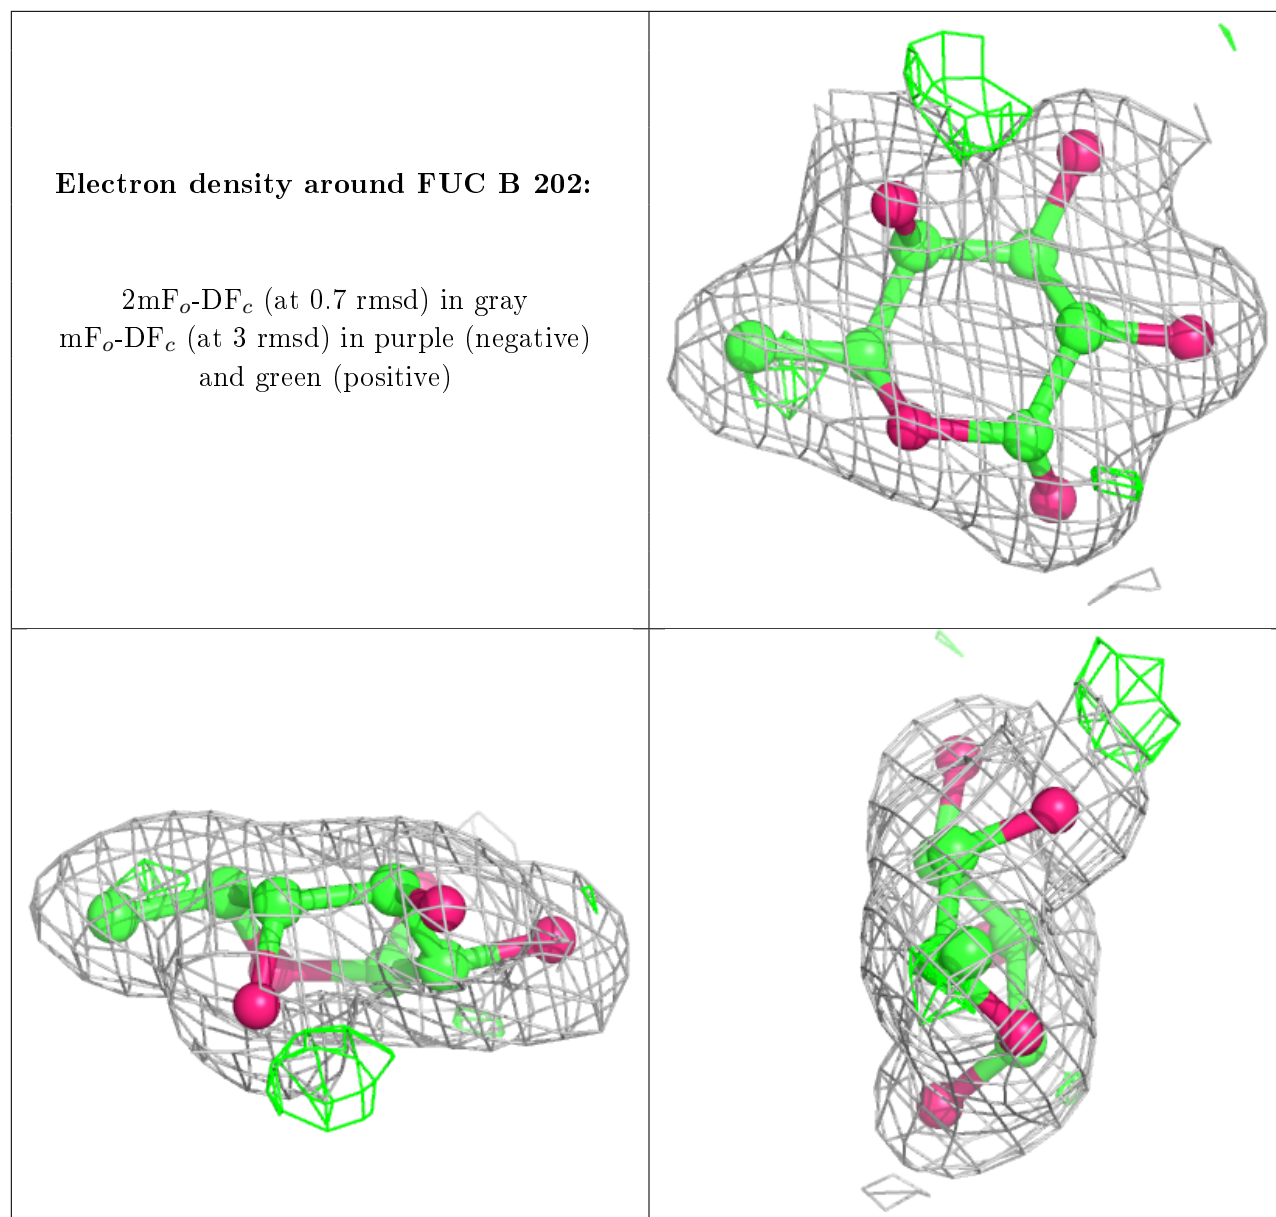 Electron density around FUC B 202:
2mFₒ-DF𝑐 (at 0.7 rmsd) in gray
mFₒ-DF𝑐 (at 3 rmsd) in purple (negative)
and green (positive)